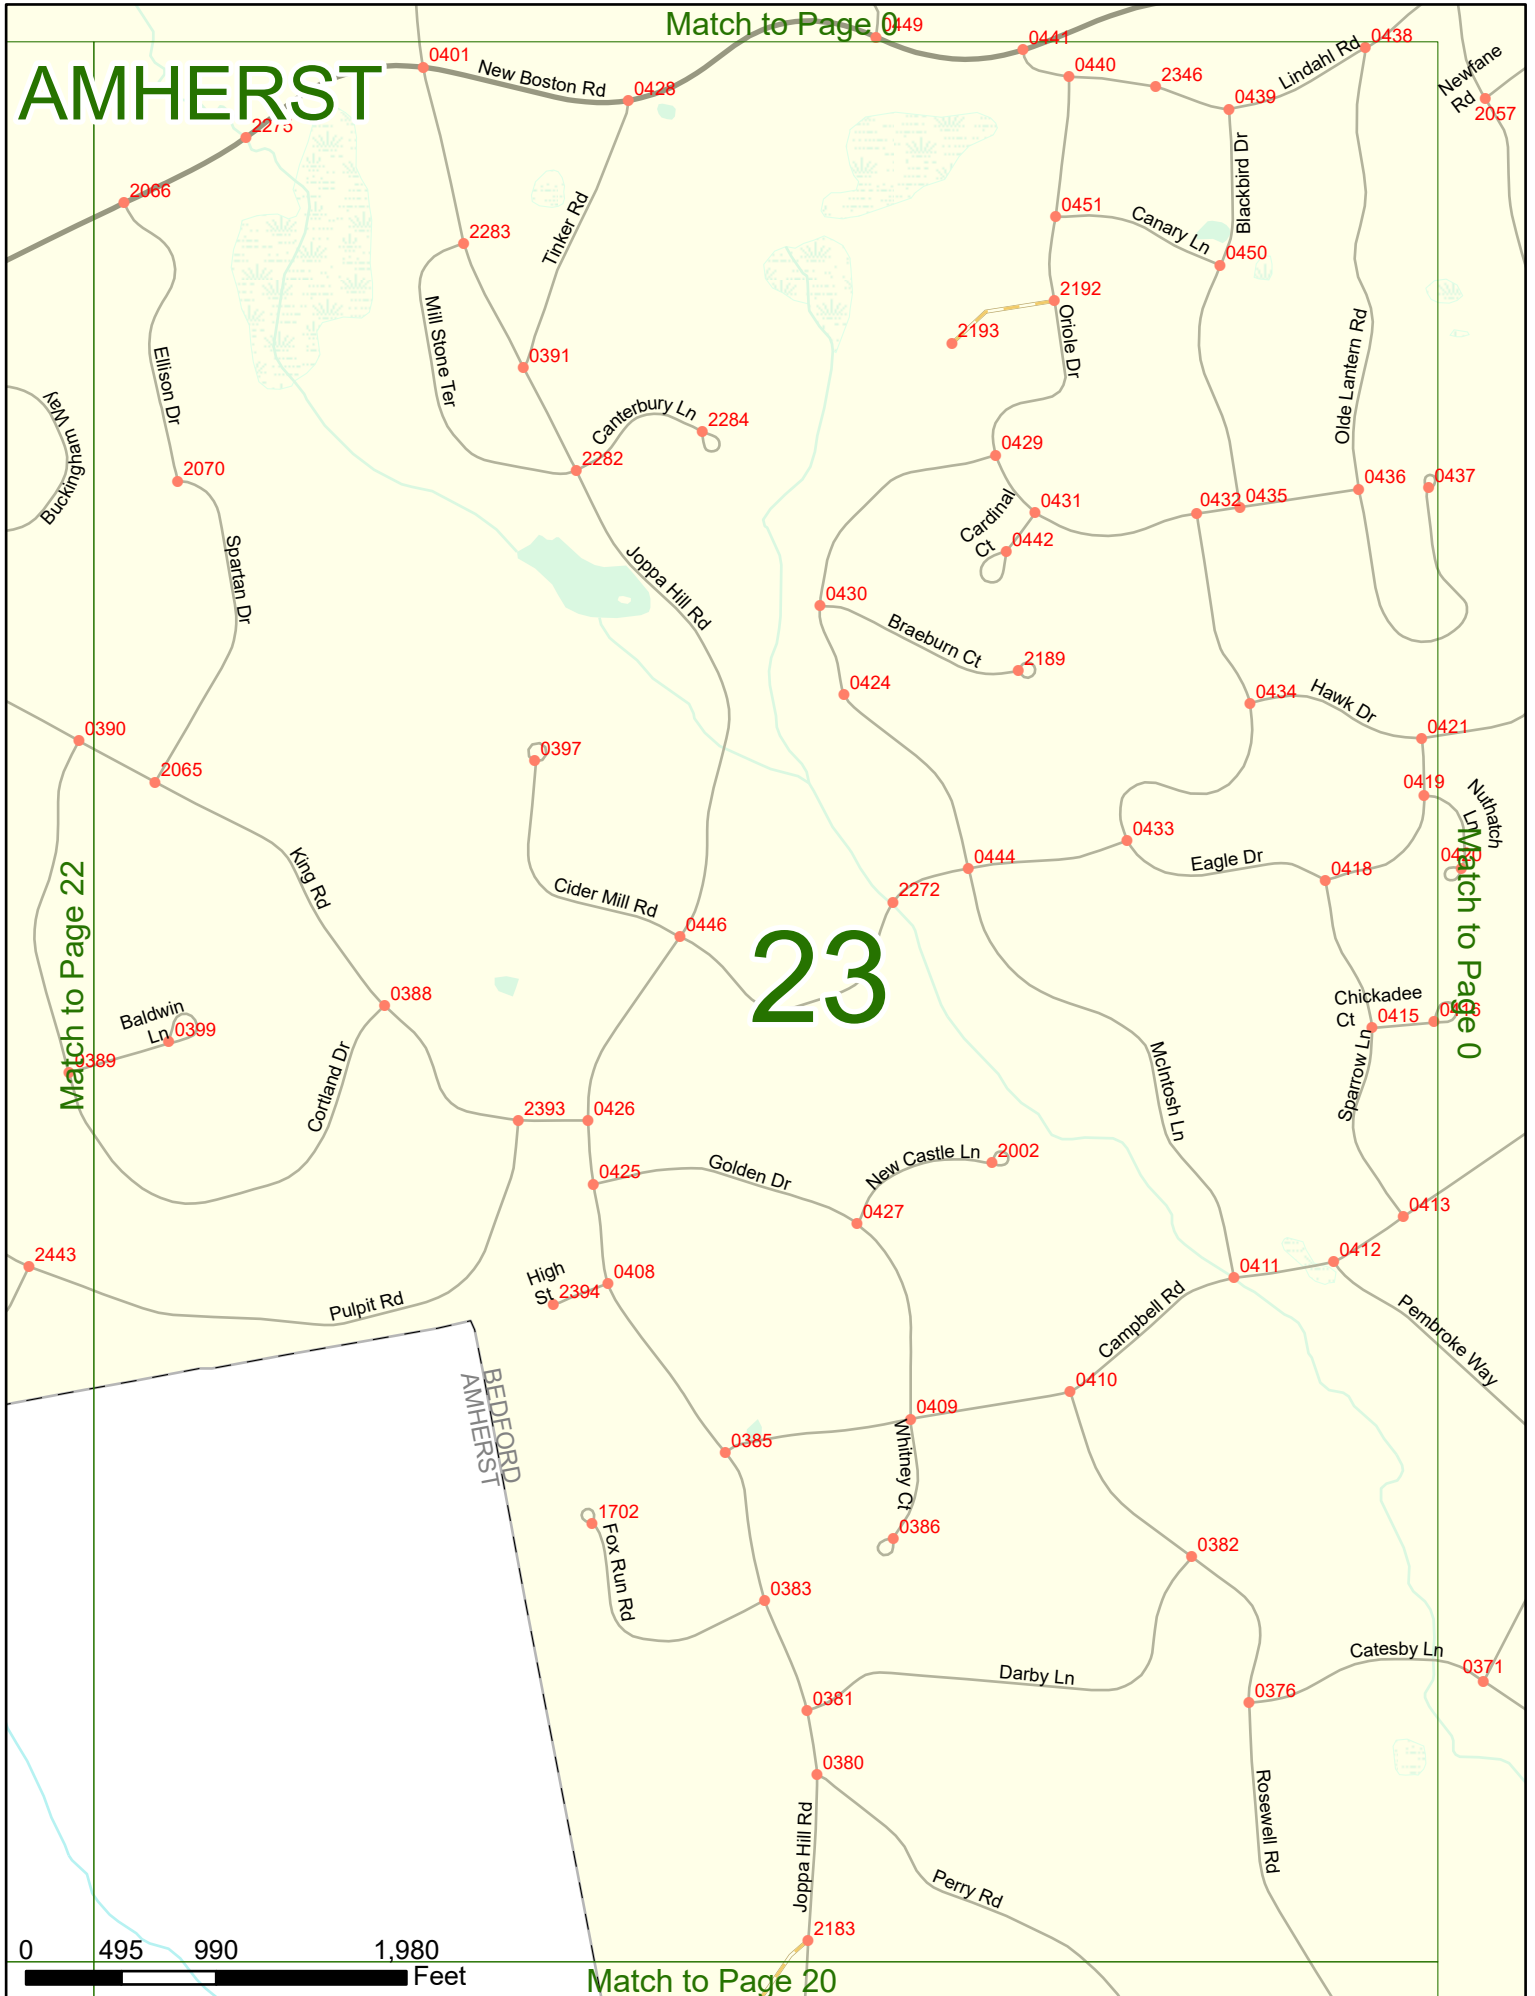 Match to Page 0
AMHERST
0449
0441
0438
0401
New Boston Rd
0428
0440
2346
Lindahl Rd
0439
Newfane
Rd
2057
2275
2066
Blackbird Dr
0451
Canary Ln
0450
2283
Tinker Rd
2192
2193
Oriole Dr
Mill Stone Ter
0391
Olde Lantern Rd
Ellison Dr
Buckingham Way
Canterbury Ln
2284
2282
0429
2070
0436
0437
0431
0432
0435
Cardinal
Ct
0442
Spartan Dr
Joppa Hill Rd
0430
Braeburn Ct
2189
0424
0434
Hawk Dr
0421
0390
0397
2065
0419
Nuthatch
Ln
0433
0444
Eagle Dr
0418
0420
King Rd
Cider Mill Rd
2272
0446
Match to Page 22
23
Match to Page 0
0388
Baldwin
Ln
0399
Chickadee
Ct
0415
0416
0389
Cortland Dr
McIntosh Ln
Sparrow Ln
2393
0426
0425
Golden Dr
New Castle Ln
2002
0427
0413
2443
0412
0411
High
St
2394
0408
Pulpit Rd
Campbell Rd
Pembroke Way
BEDFORD
AMHERST
0410
0409
0385
Whitney Ct
1702
0386
Fox Run Rd
0382
0383
Darby Ln
Catesby Ln
0371
0376
0381
0380
Joppa Hill Rd
Rosewell Rd
Perry Rd
2183
0 495 990 1,980
Feet
Match to Page 20